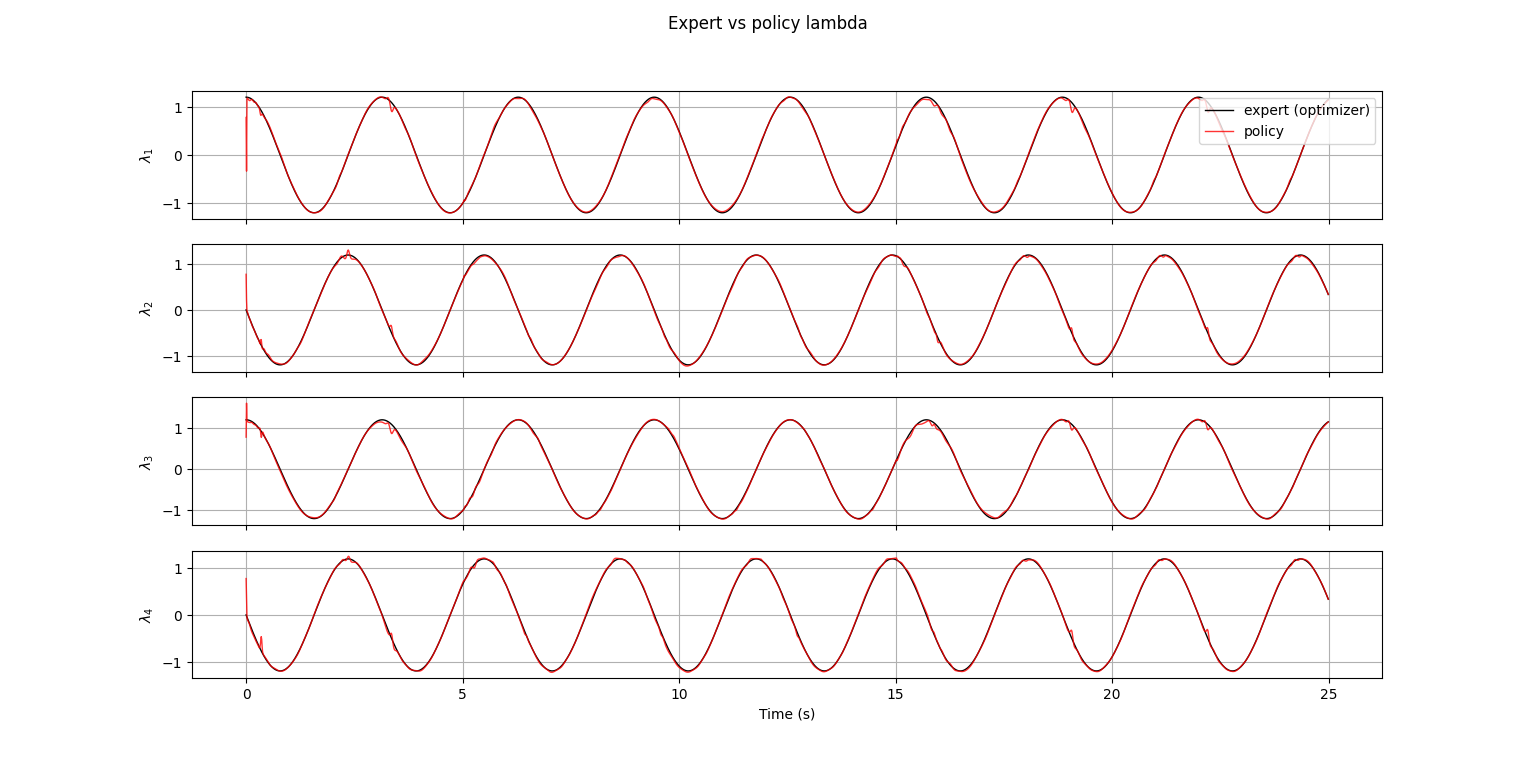 Expert vs policy lambda
1
0
−1
λ1
expert (optimizer)
policy
1
0
−1
λ2
1
0
−1
λ3
1
0
−1
λ4
0 5 10 15 20 25
Time (s)